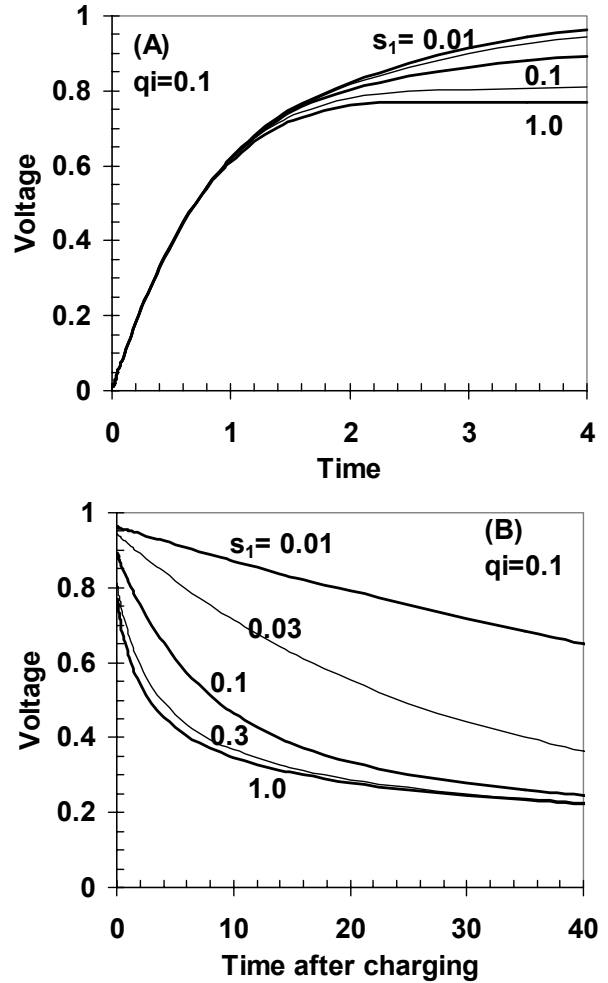 1
(A)
s1 = 0.01
qi=0.1
0.8
0.1
1.0
0.6
Voltage
0.4
0.2
0
0 1 2 3 4
Time
1
(B)
s1= 0.01
qi=0.1
0.8
0.03
0.6
0.1
Voltage
0.4
0.3
1.0
0.2
0
0 10 20 30 40
Time after charging